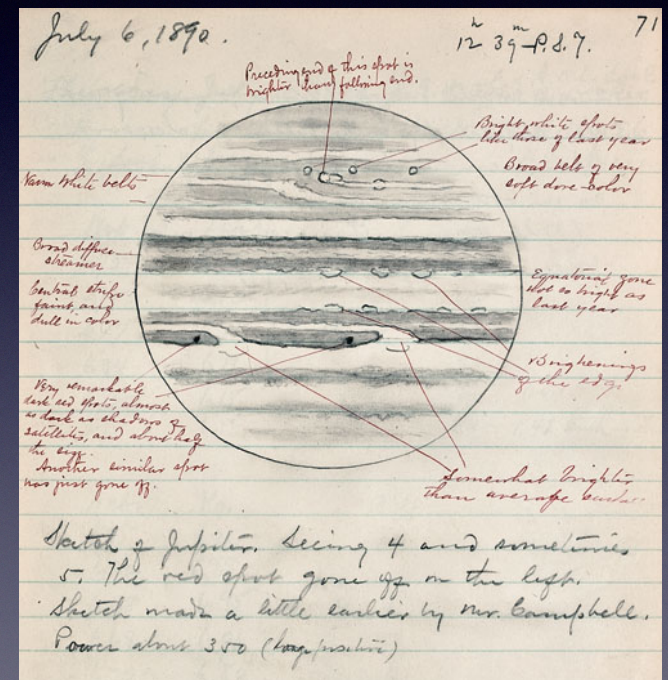 July 6, 1890.
12h 39m P.S.T.
71
Preceding end of this spot is
brighter than following end.
Bright white spots
like those of last year
Broad belt of very
soft dove-color
Warm white belts
Broad diffuse
streamer
Central stripe
faint and
dull in color
Equatorial zone
not so bright as
last year
Very remarkable
dark red spots, almost
as dark as shadows of
satellites, and about half
the size.
Another similar spot
has just gone off.
Brightenings
of the edge
Somewhat brighter
than average
Sketch of Jupiter. Seeing 4 and sometimes
5. The red spot gone off on the left.
Sketch made a little earlier by Mr. Campbell.
Power about 350 (large positive)